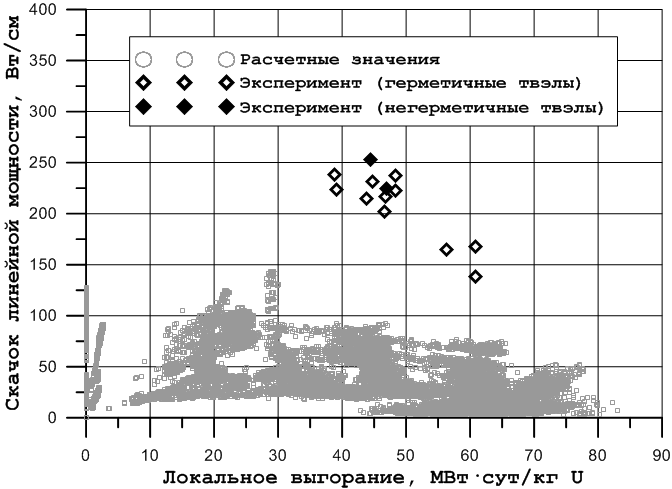 400
350
300
250
200
150
100
50
0
Скачок линейной мощности, Вт/см
Расчетные значения
Эксперимент (герметичные твэлы)
Эксперимент (негерметичные твэлы)
0 10 20 30 40 50 60 70 80 90
Локальное выгорание, МВт·сут/кг U